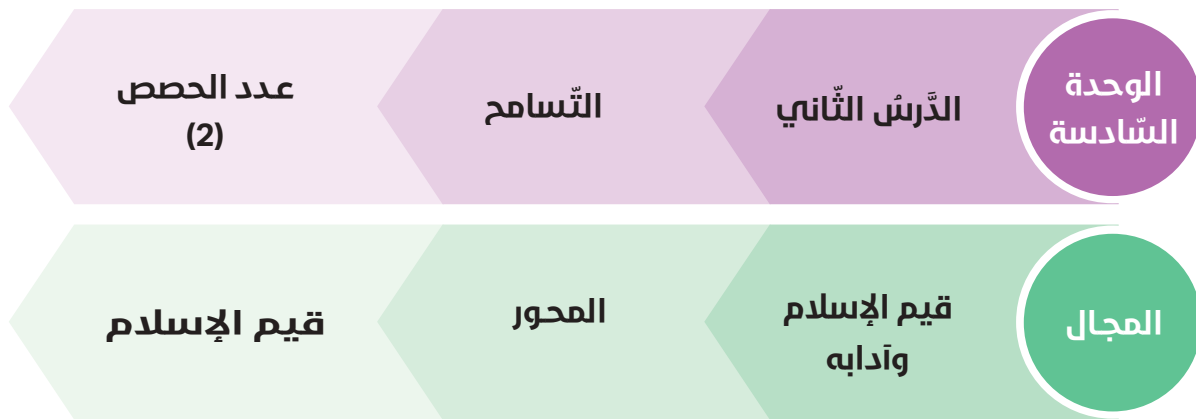 الوحدة
السّادسة
الدَّرسُ الثّاني
التّسامح
عدد الحصص
(2)
المجال
قيم الإسلام
وآدابه
المحور
قيم الإسلام